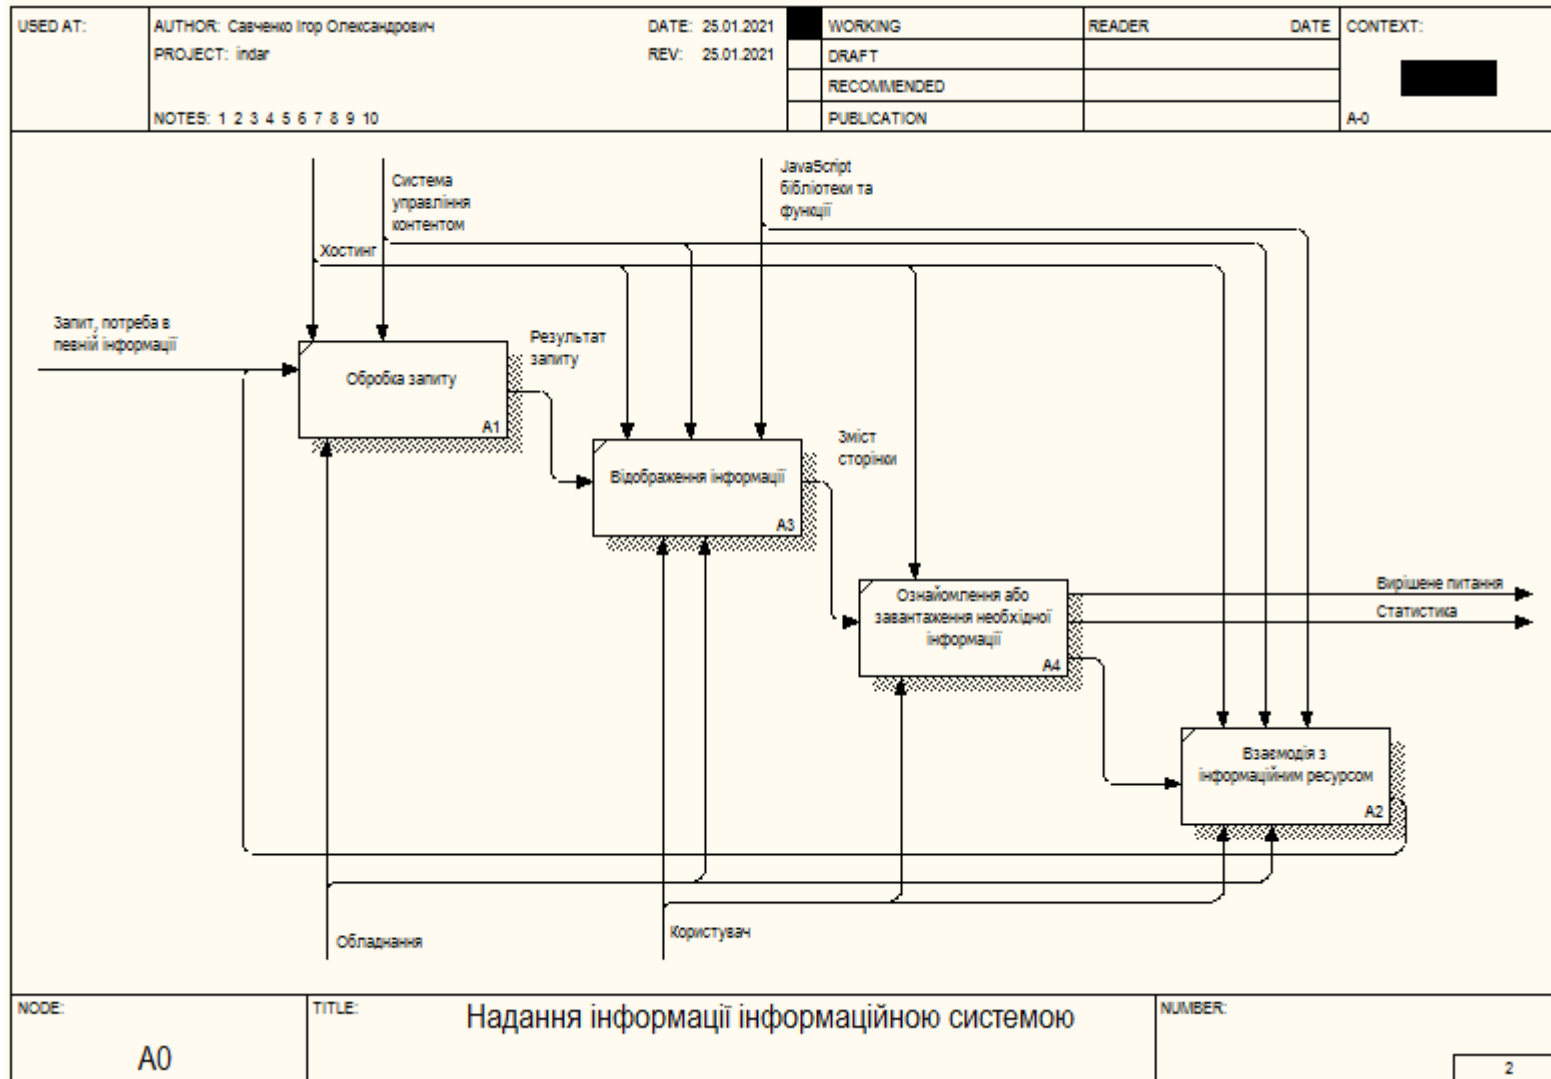 USED AT:
AUTHOR: Савченко Ігор Олександрович
DATE: 25.01.2021
PROJECT: indar
REV: 25.01.2021
NOTES: 1 2 3 4 5 6 7 8 9 10
WORKING
DRAFT
RECOMMENDED
PUBLICATION
READER
DATE
CONTEXT:
A-0
Система
управління
контентом
JavaScript
бібліотеки та
функції
Хостинг
Запит, потреба в
певній інформації
Обробка запиту
A1
Результат
запиту
Відображення інформації
A3
Зміст
сторінки
Ознайомлення або
завантаження необхідної
інформації
A4
Вирішене питання
Статистика
Взаємодія з
інформаційним ресурсом
A2
Обладнання
Користувач
NODE:
A0
TITLE:
Надання інформації інформаційною системою
NUMBER:
2